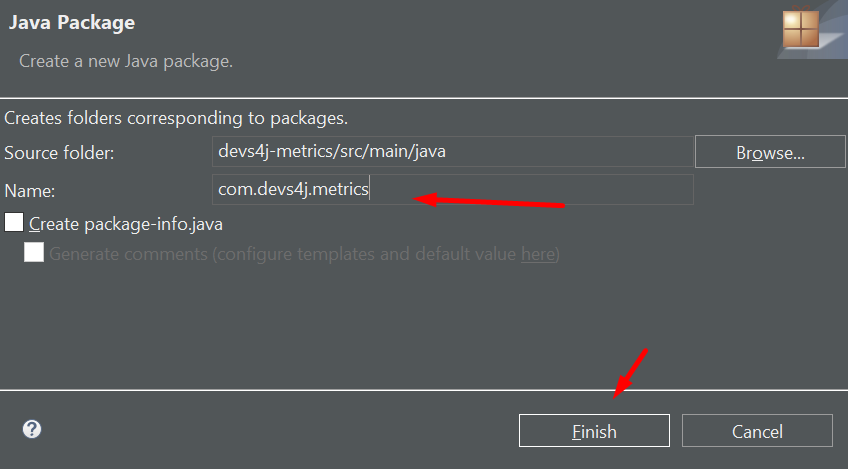 Java Package
Create a new Java package.
Creates folders corresponding to packages.
Source folder: devs4j-metrics/src/main/java Browse...
Name: com.devs4j.metrics
Create package-info.java
Generate comments (configure templates and default value here)
? Finish Cancel